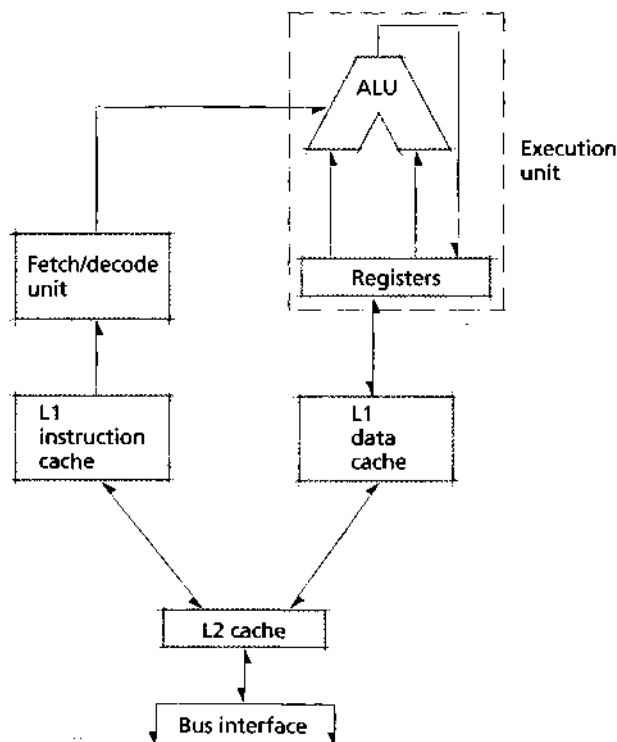 ALU
Execution
unit
Fetch/decode
unit
Registers
L1
instruction
cache
L1
data
cache
L2 cache
Bus interface